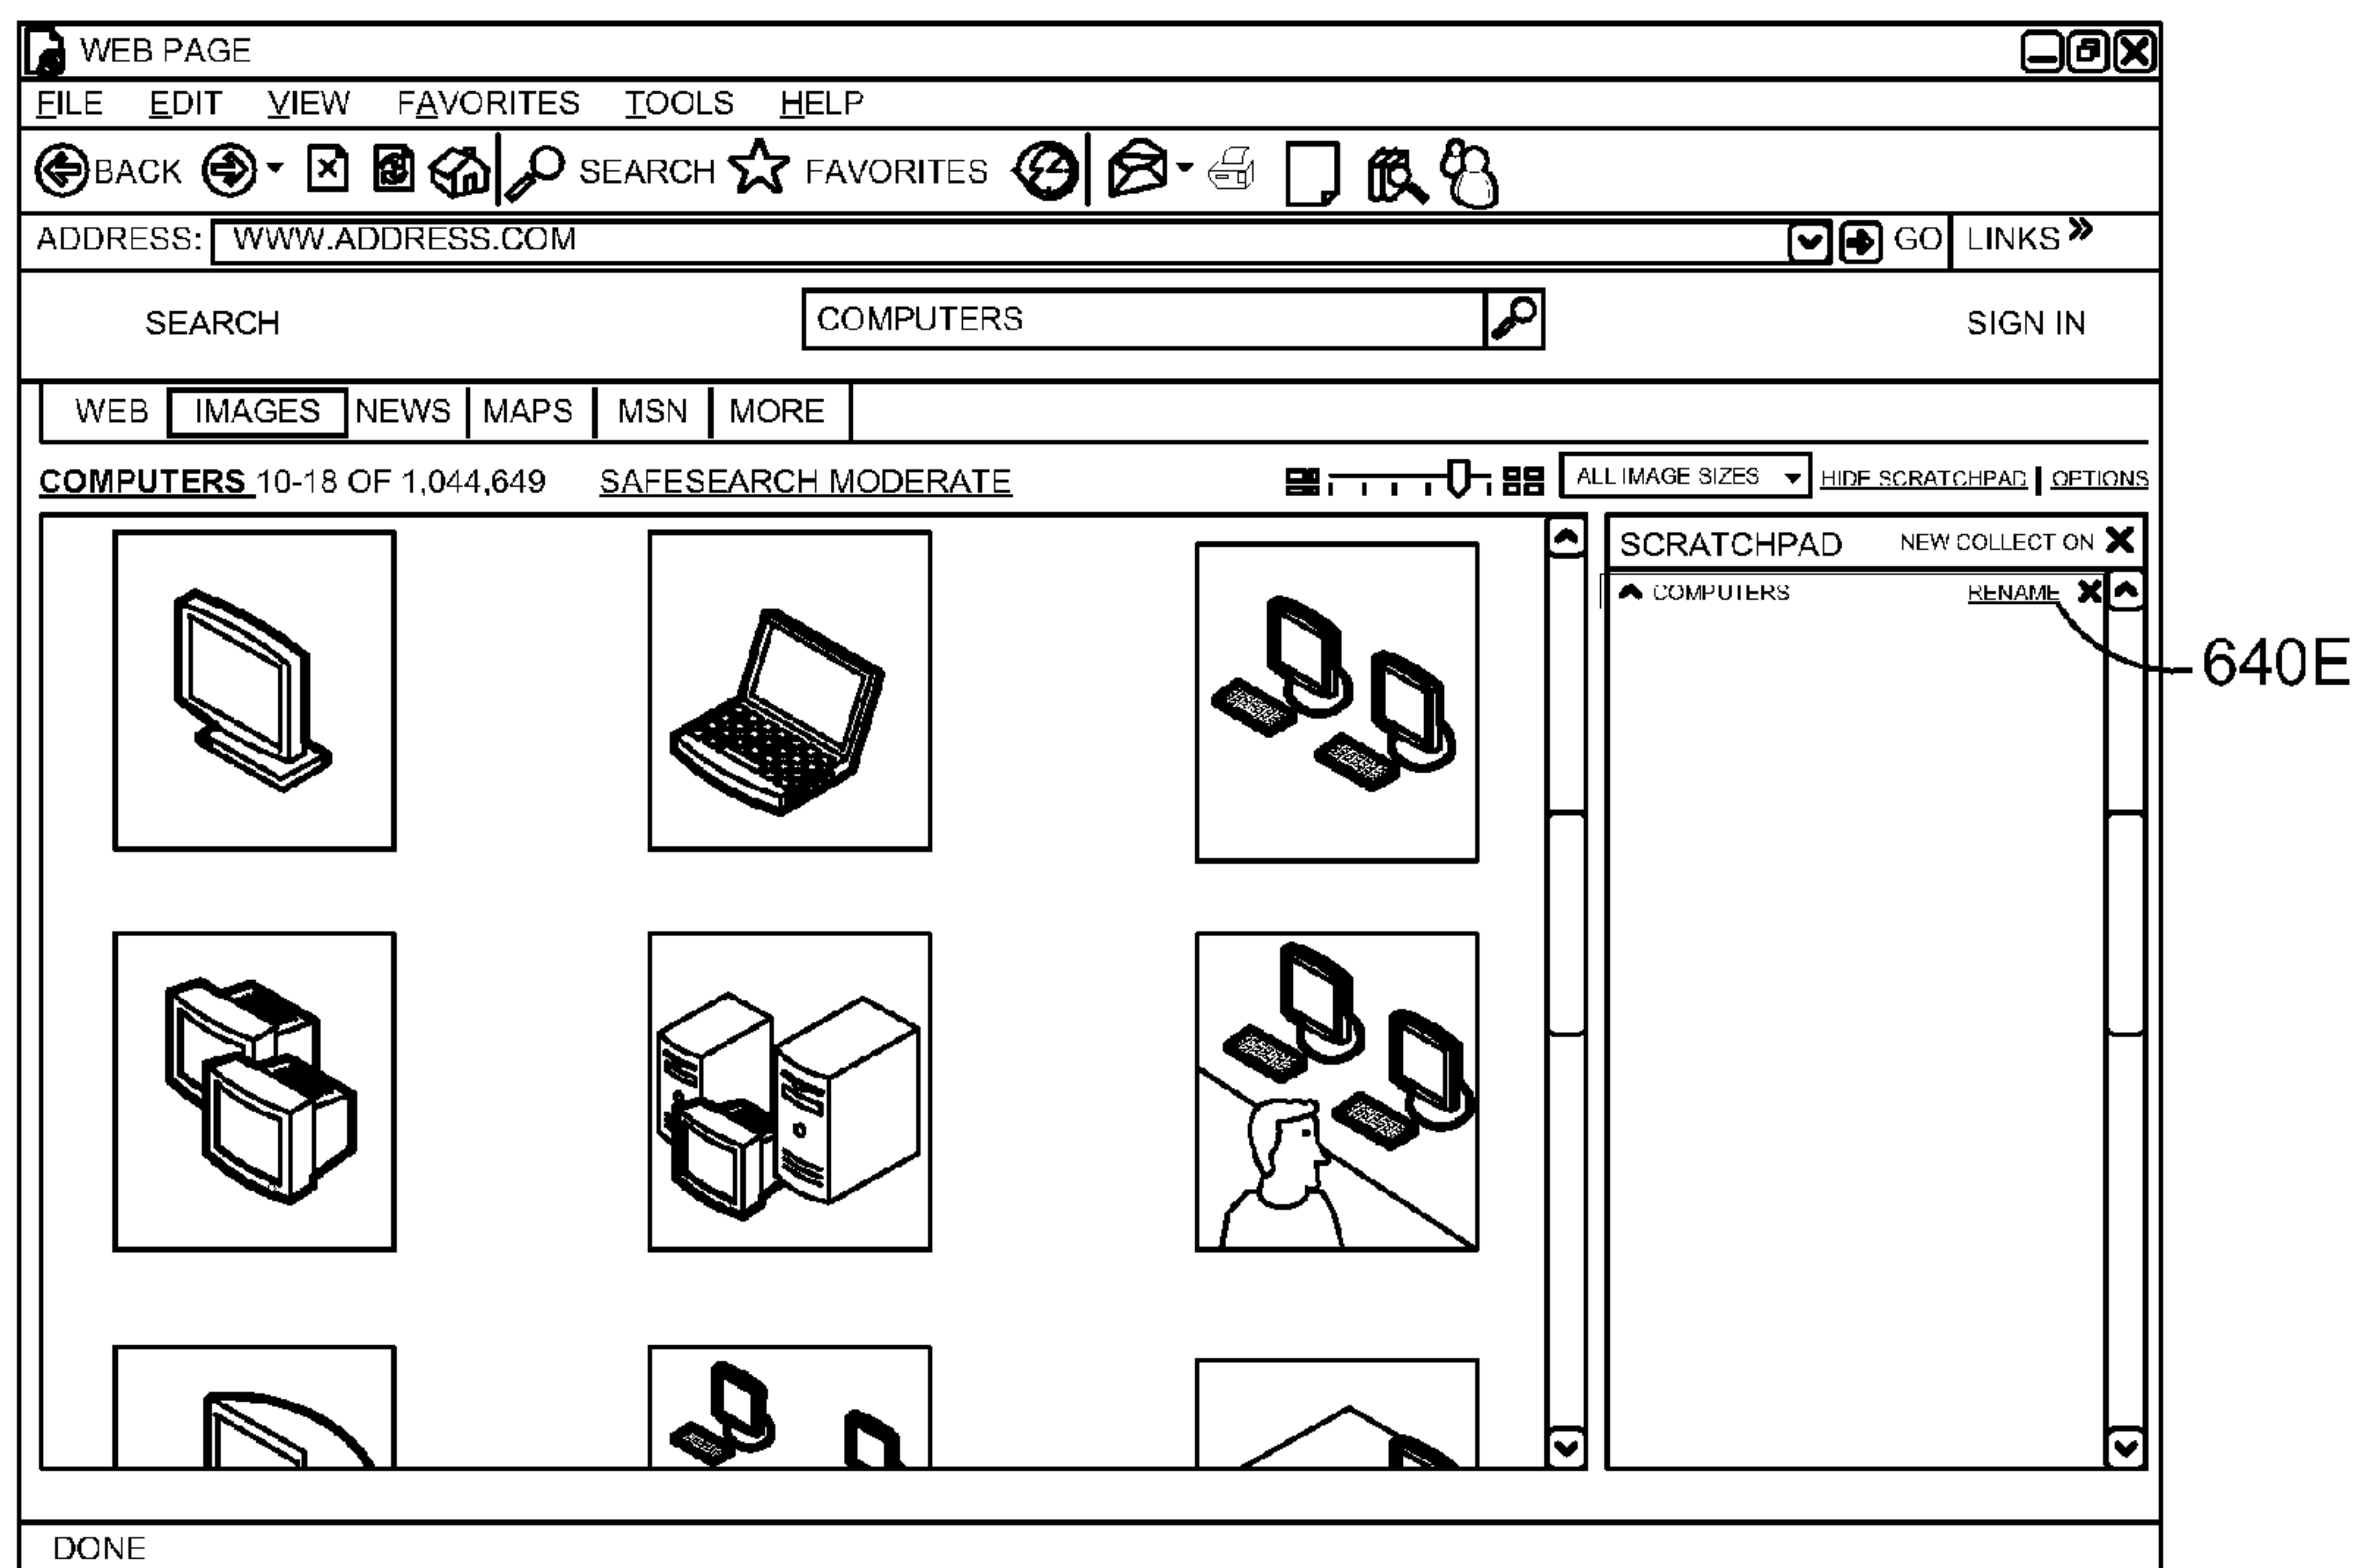 WEB PAGE
FILE EDIT VIEW FAVORITES TOOLS HELP
BACK SEARCH FAVORITES
ADDRESS: WWW.ADDRESS.COM GO LINKS »
SEARCH COMPUTERS SIGN IN
WEB IMAGES NEWS MAPS MSN MORE
COMPUTERS 10-18 OF 1,044,649 SAFESEARCH MODERATE ALL IMAGE SIZES HIDE SCRATCHPAD | OPTIONS
SCRATCHPAD NEW COLLECT ON
COMPUTERS RENAME
640E
DONE